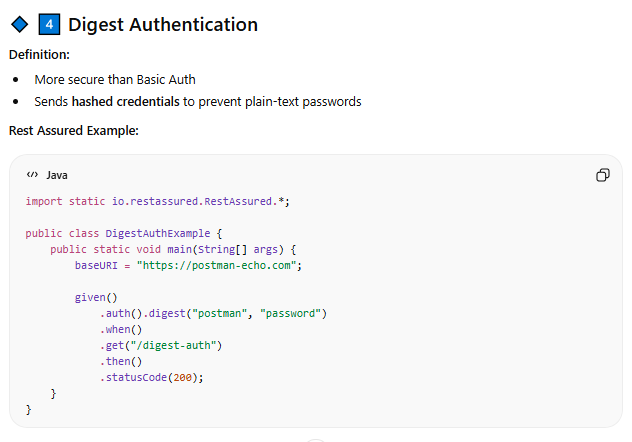 4 Digest Authentication
Definition:
• More secure than Basic Auth
• Sends hashed credentials to prevent plain-text passwords
Rest Assured Example:
</> Java
import static io.restassured.RestAssured.*;
public class DigestAuthExample {
    public static void main(String[] args) {
        baseURI = "https://postman-echo.com";
        given()
            .auth().digest("postman", "password")
            .when()
            .get("/digest-auth")
            .then()
            .statusCode(200);
    }
}